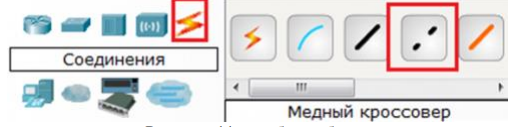 Соединения
Медный кроссовер